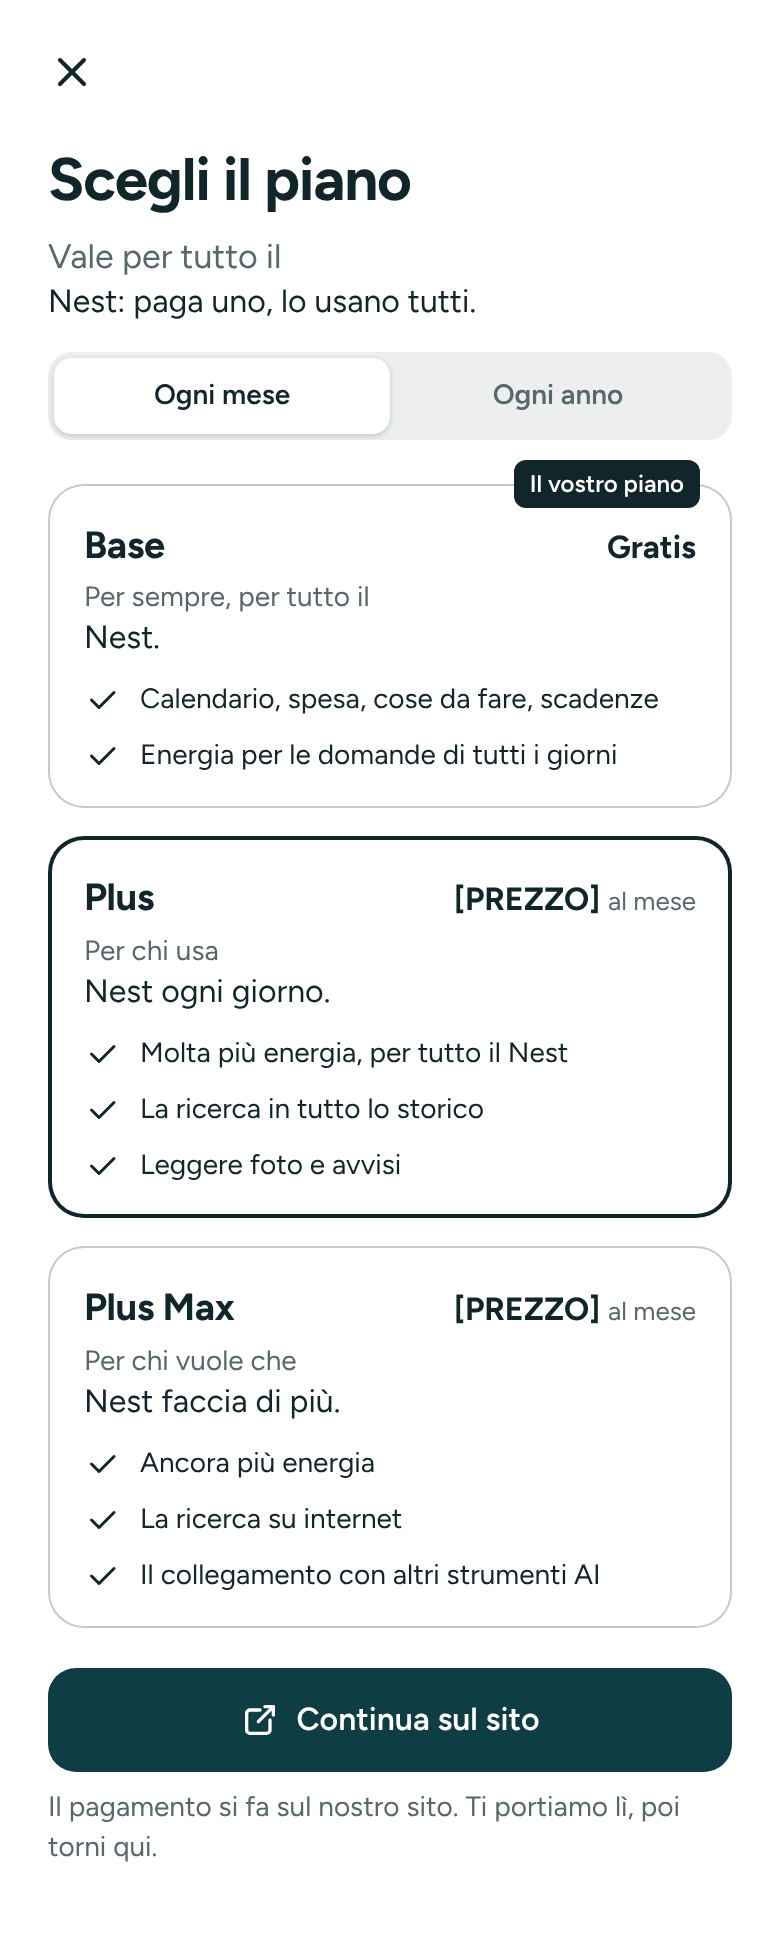 Scegli il piano
Vale per tutto il
Nest: paga uno, lo usano tutti.
Ogni mese
Ogni anno
Il vostro piano
Base
Gratis
Per sempre, per tutto il
Nest.
Calendario, spesa, cose da fare, scadenze
Energia per le domande di tutti i giorni
Plus
[PREZZO] al mese
Per chi usa
Nest ogni giorno.
Molta più energia, per tutto il Nest
La ricerca in tutto lo storico
Leggere foto e avvisi
Plus Max
[PREZZO] al mese
Per chi vuole che
Nest faccia di più.
Ancora più energia
La ricerca su internet
Il collegamento con altri strumenti AI
Continua sul sito
Il pagamento si fa sul nostro sito. Ti portiamo lì, poi
torni qui.